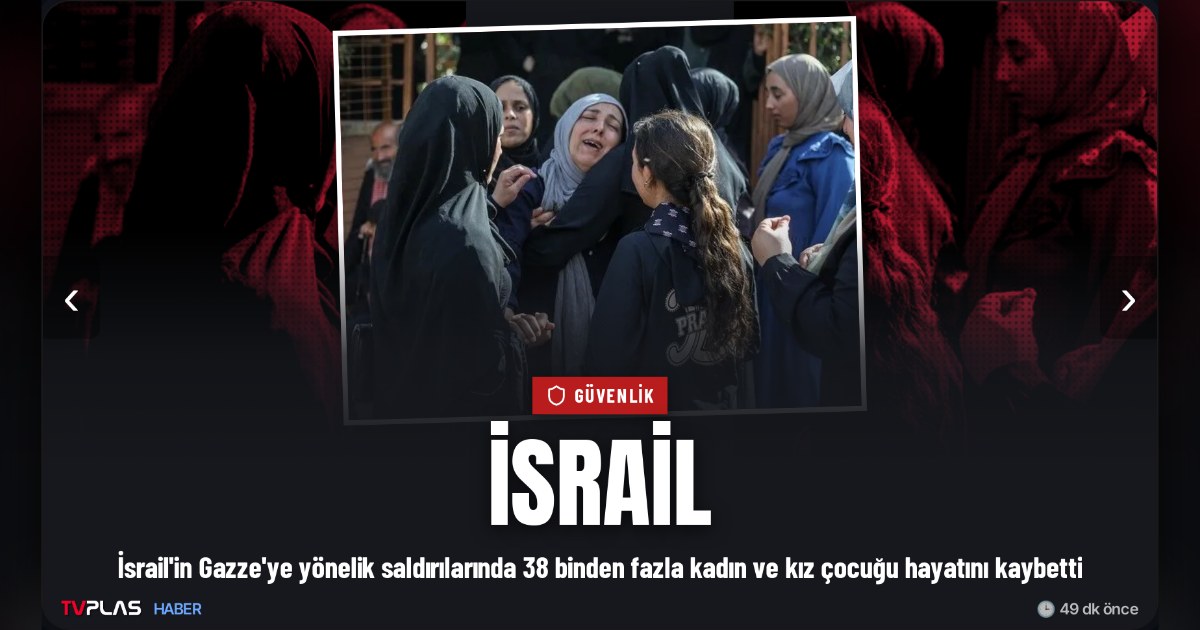 GÜVENLİK
İSRAİL
İsrail'in Gazze'ye yönelik saldırılarında 38 binden fazla kadın ve kız çocuğu hayatını kaybetti
TVPLAS HABER
49 dk önce